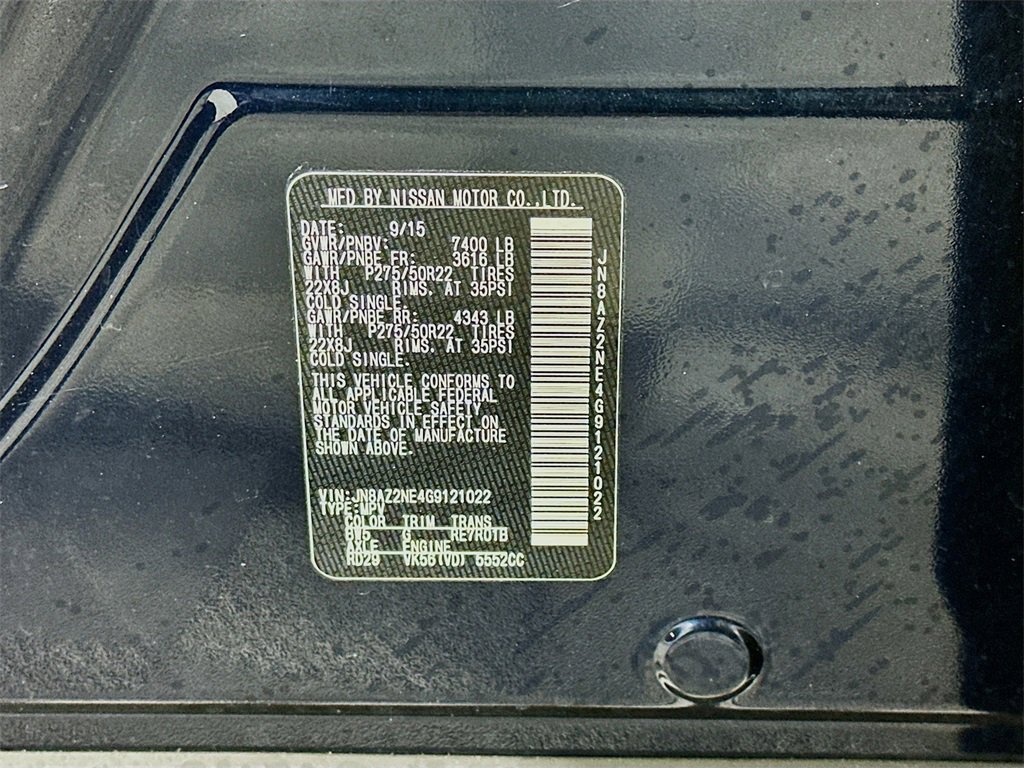 MFD BY NISSAN MOTOR CO.,LTD.
DATE: 9/15
GVWR/PNBV: 7400 LB
GAWR/PNBE FR: 3616 LB
WITH P275/50R22 TIRES
22X8J RIMS. AT 35PSI
COLD SINGLE.
GAWR/PNBE RR: 4343 LB
WITH P275/50R22 TIRES
22X8J RIMS. AT 35PSI
COLD SINGLE.
THIS VEHICLE CONFORMS TO
ALL APPLICABLE FEDERAL
MOTOR VEHICLE SAFETY
STANDARDS IN EFFECT ON
THE DATE OF MANUFACTURE
SHOWN ABOVE.
VIN:JN8AZ2NE4G9121022
TYPE:MPV
COLOR TRIM TRANS
BW5 G RE7R01B
AXLE ENGINE
RD29 VK56(VD) 5552CC
JN8AZ2NE4G9121022